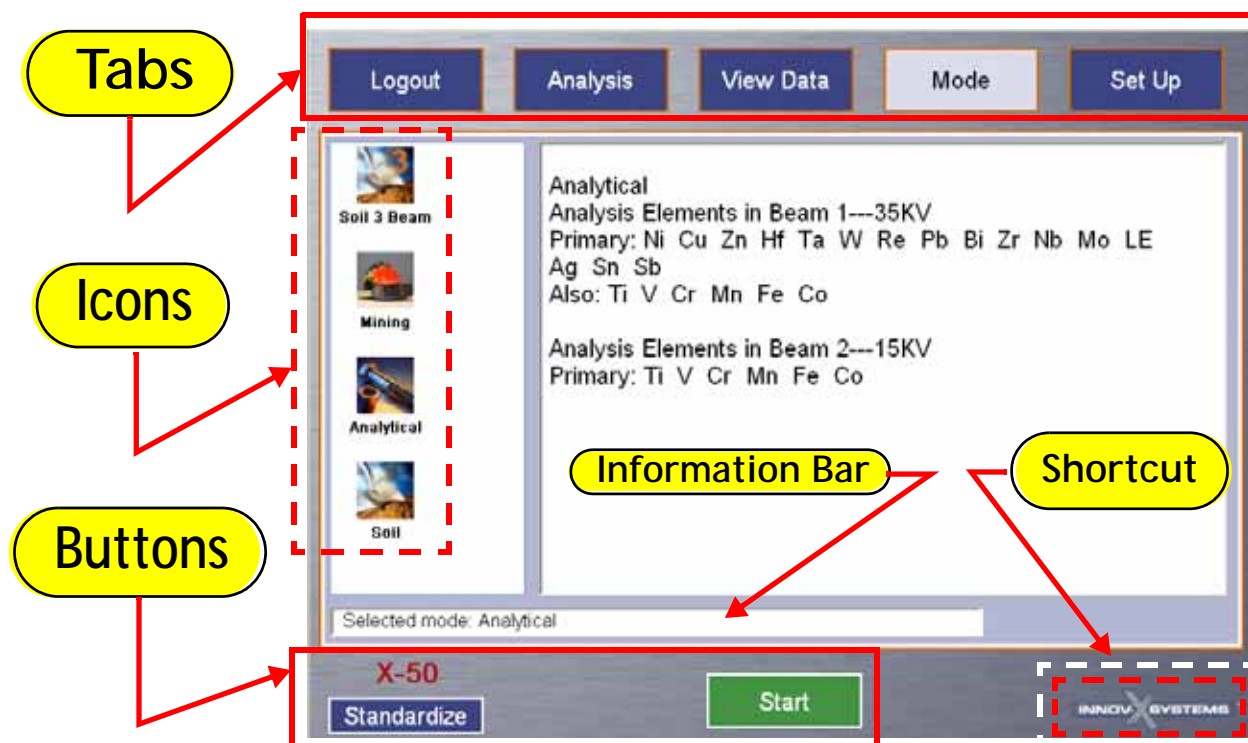 Tabs
Logout
Analysis
View Data
Mode
Set Up
Icons
3
Soil 3 Beam
Mining
Analytical
Soil
Analytical
Analysis Elements in Beam 1---35KV
Primary: Ni Cu Zn Hf Ta W Re Pb Bi Zr Nb Mo LE
Ag Sn Sb
Also: Ti V Cr Mn Fe Co
Analysis Elements in Beam 2---15KV
Primary: Ti V Cr Mn Fe Co
Information Bar
Shortcut
Buttons
Selected mode: Analytical
X-50
Standardize
Start
INNOV X SYSTEMS